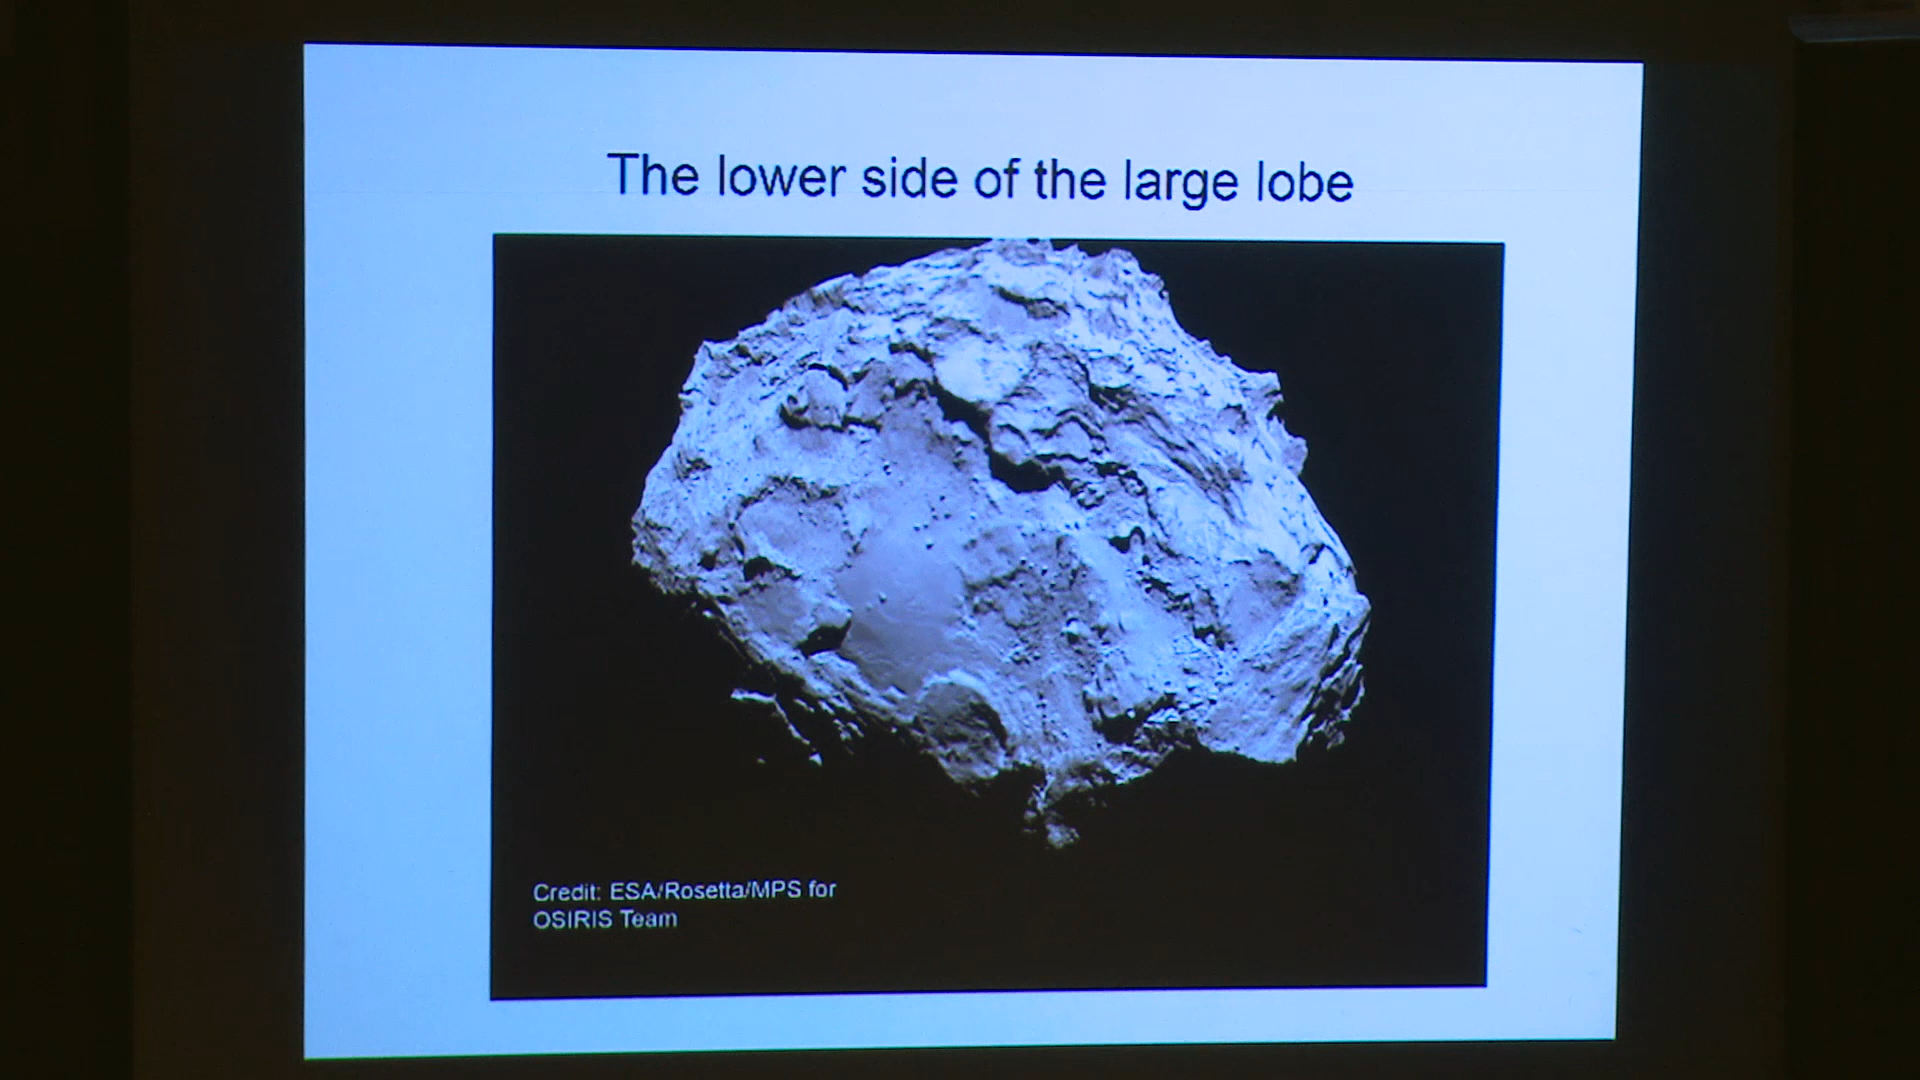 The lower side of the large lobe
Credit: ESA/Rosetta/MPS for
OSIRIS Team